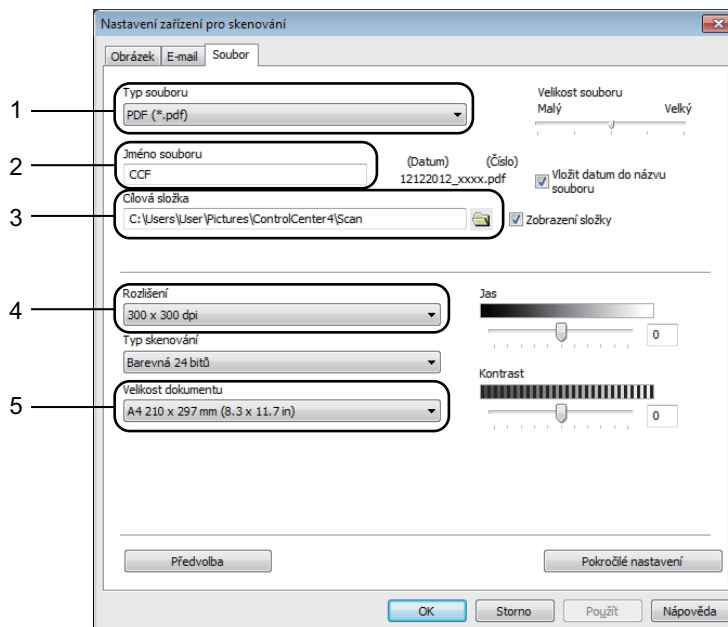 Nastavení zařízení pro skenování
Obrázek E-mail Soubor
1
Typ souboru
PDF (*.pdf)
Velikost souboru
Malý Velký
2
Jméno souboru
CCF
(Datum) (Číslo)
12122012_xxxx.pdf
Vložit datum do názvu
souboru
3
Cílová složka
C:\Users\User\Pictures\ControlCenter4\Scan
Zobrazení složky
4
Rozlišení
300 x 300 dpi
Typ skenování
Barevná 24 bitů
5
Velikost dokumentu
A4 210 x 297 mm (8.3 x 11.7 in)
Jas
0
Kontrast
0
Předvolba
Pokročilé nastavení
OK Storno Použít Nápověda